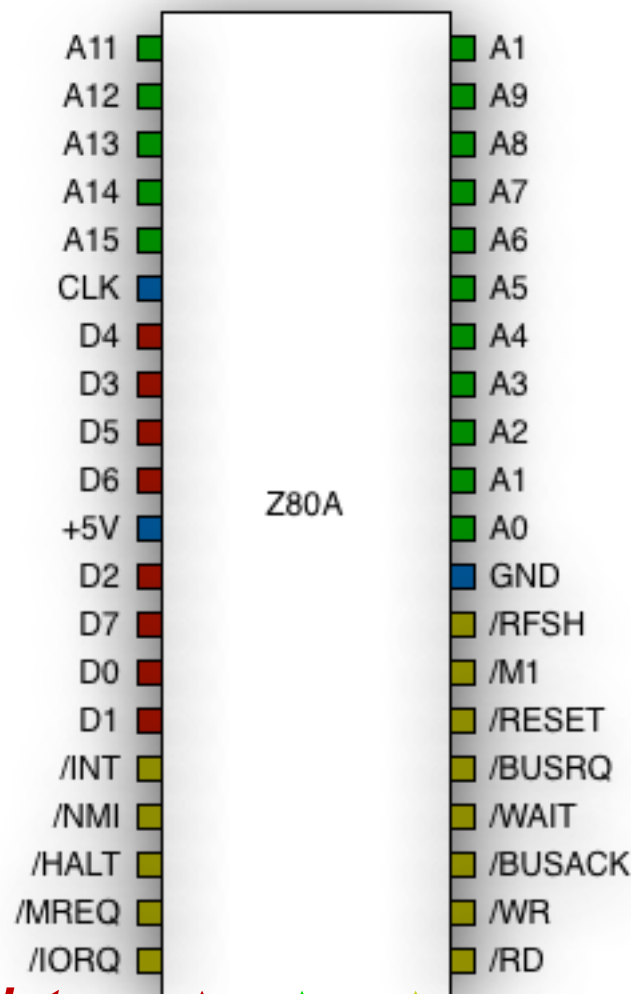 A11
A12
A13
A14
A15
CLK
D4
D3
D5
D6
+5V
D2
D7
D0
D1
/INT
/NMI
/HALT
/MREQ
/IORQ
Z80A
A1
A9
A8
A7
A6
A5
A4
A3
A2
A1
A0
GND
/RFSH
/M1
/RESET
/BUSRQ
/WAIT
/BUSACK
/WR
/RD